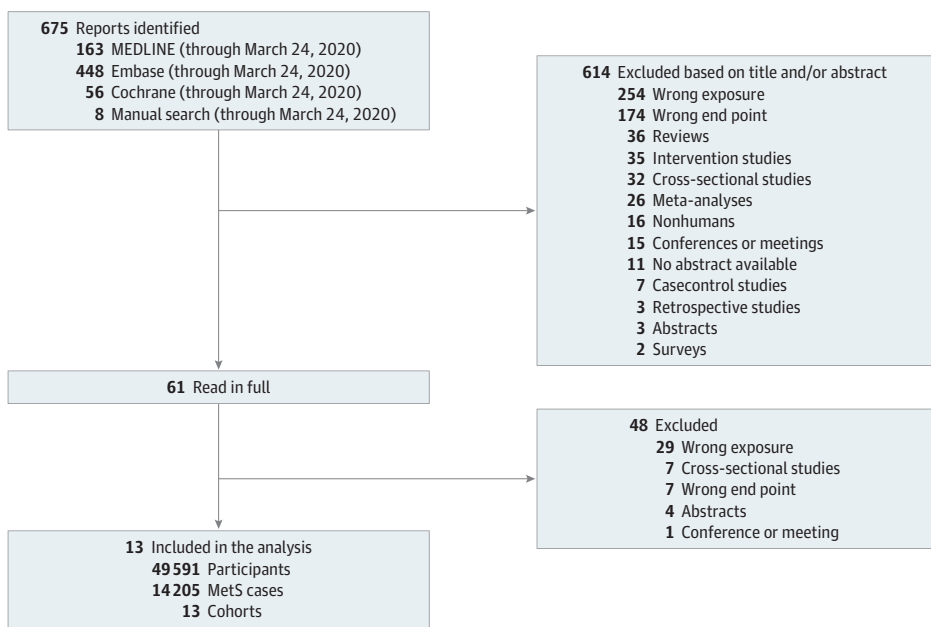 675 Reports identified
163 MEDLINE (through March 24, 2020)
448 Embase (through March 24, 2020)
56 Cochrane (through March 24, 2020)
8 Manual search (through March 24, 2020)
614 Excluded based on title and/or abstract
254 Wrong exposure
174 Wrong end point
36 Reviews
35 Intervention studies
32 Cross-sectional studies
26 Meta-analyses
16 Nonhumans
15 Conferences or meetings
11 No abstract available
7 Casecontrol studies
3 Retrospective studies
3 Abstracts
2 Surveys
61 Read in full
48 Excluded
29 Wrong exposure
7 Cross-sectional studies
7 Wrong end point
4 Abstracts
1 Conference or meeting
13 Included in the analysis
49 591 Participants
14 205 MetS cases
13 Cohorts